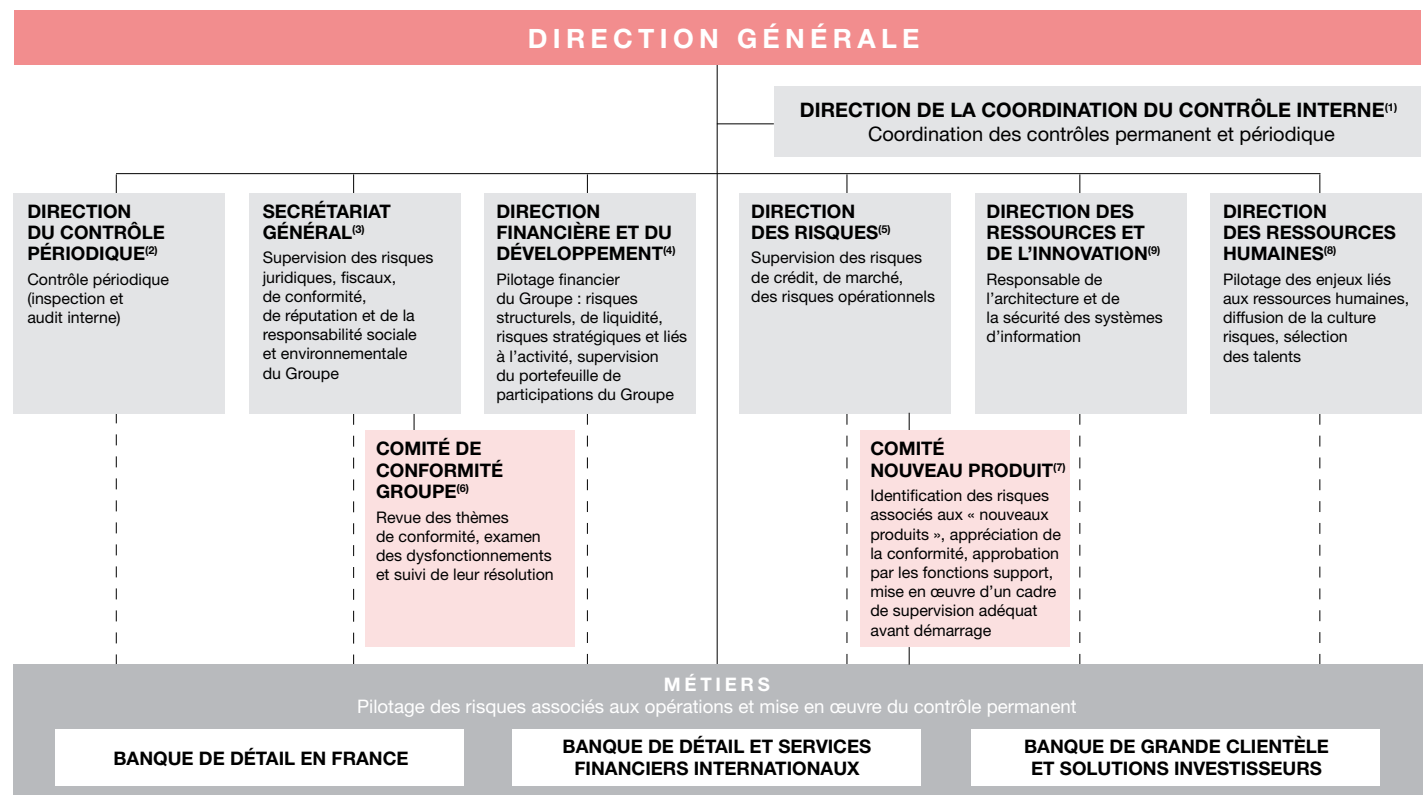 DIRECTION GÉNÉRALE
DIRECTION DE LA COORDINATION DU CONTRÔLE INTERNE(1)
Coordination des contrôles permanent et périodique
DIRECTION
DU CONTRÔLE
PÉRIODIQUE(2)
Contrôle périodique
(inspection et
audit interne)
SECRÉTARIAT
GÉNÉRAL(3)
Supervision des risques
juridiques, fiscaux,
de conformité,
de réputation et de la
responsabilité sociale
et environnementale
du Groupe
DIRECTION
FINANCIÈRE ET DU
DÉVELOPPEMENT(4)
Pilotage financier
du Groupe : risques
structurels, de liquidité,
risques stratégiques et liés
à l’activité, supervision
du portefeuille de
participations du Groupe
DIRECTION
DES RISQUES(5)
Supervision des risques
de crédit, de marché,
des risques opérationnels
DIRECTION DES
RESSOURCES ET
DE L’INNOVATION(9)
Responsable de
l’architecture et de
la sécurité des systèmes
d’information
DIRECTION
DES RESSOURCES
HUMAINES(8)
Pilotage des enjeux liés
aux ressources humaines,
diffusion de la culture
risques, sélection
des talents
COMITÉ DE
CONFORMITÉ
GROUPE(6)
Revue des thèmes
de conformité, examen
des dysfonctionnements
et suivi de leur résolution
COMITÉ
NOUVEAU PRODUIT(7)
Identification des risques
associés aux « nouveaux
produits », appréciation de
la conformité, approbation
par les fonctions support,
mise en œuvre d’un cadre
de supervision adéquat
avant démarrage
MÉTIERS
Pilotage des risques associés aux opérations et mise en œuvre du contrôle permanent
BANQUE DE DÉTAIL EN FRANCE
BANQUE DE DÉTAIL ET SERVICES
FINANCIERS INTERNATIONAUX
BANQUE DE GRANDE CLIENTÈLE
ET SOLUTIONS INVESTISSEURS